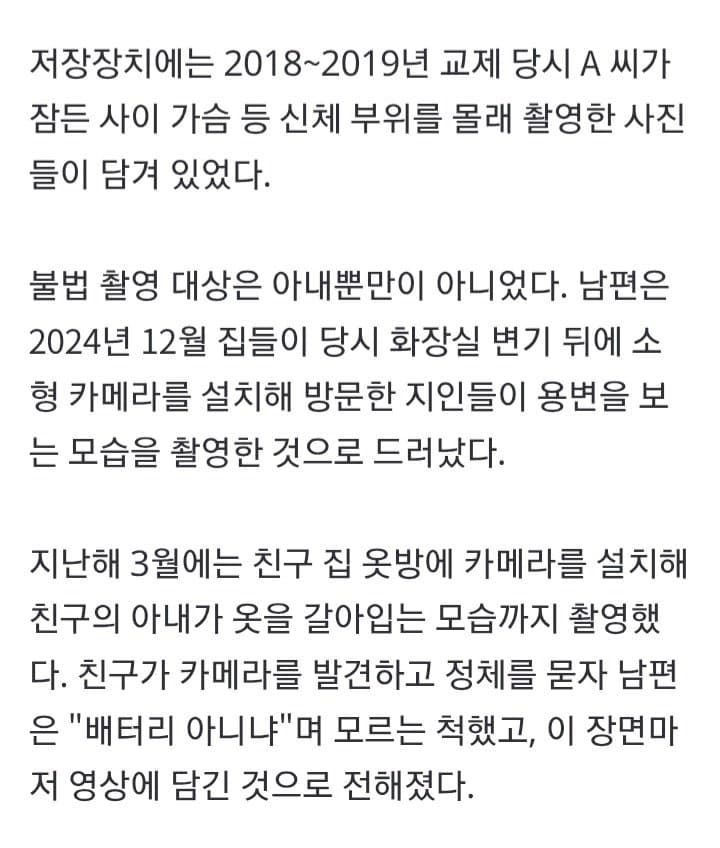 저장장치에는 2018~2019년 교제 당시 A 씨가
잠든 사이 가슴 등 신체 부위를 몰래 촬영한 사진
들이 담겨 있었다.
불법 촬영 대상은 아내뿐만이 아니었다. 남편은
2024년 12월 집들이 당시 화장실 변기 뒤에 소
형 카메라를 설치해 방문한 지인들이 용변을 보
는 모습을 촬영한 것으로 드러났다.
지난해 3월에는 친구 집 옷방에 카메라를 설치해
친구의 아내가 옷을 갈아입는 모습까지 촬영했
다. 친구가 카메라를 발견하고 정체를 묻자 남편
은 "배터리 아니냐"며 모르는 척했고, 이 장면마
저 영상에 담긴 것으로 전해졌다.